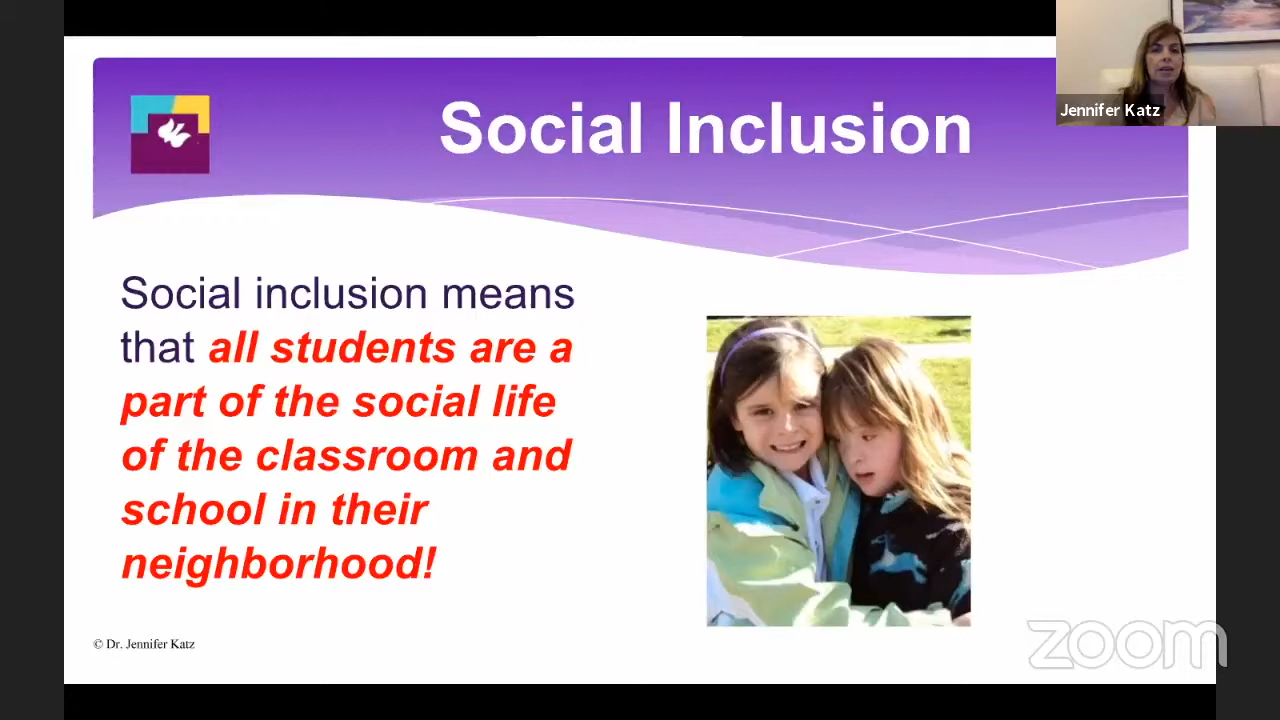 Social Inclusion
Jennifer Katz
Social inclusion means
that all students are a
part of the social life
of the classroom and
school in their
neighborhood!
© Dr. Jennifer Katz
zoom